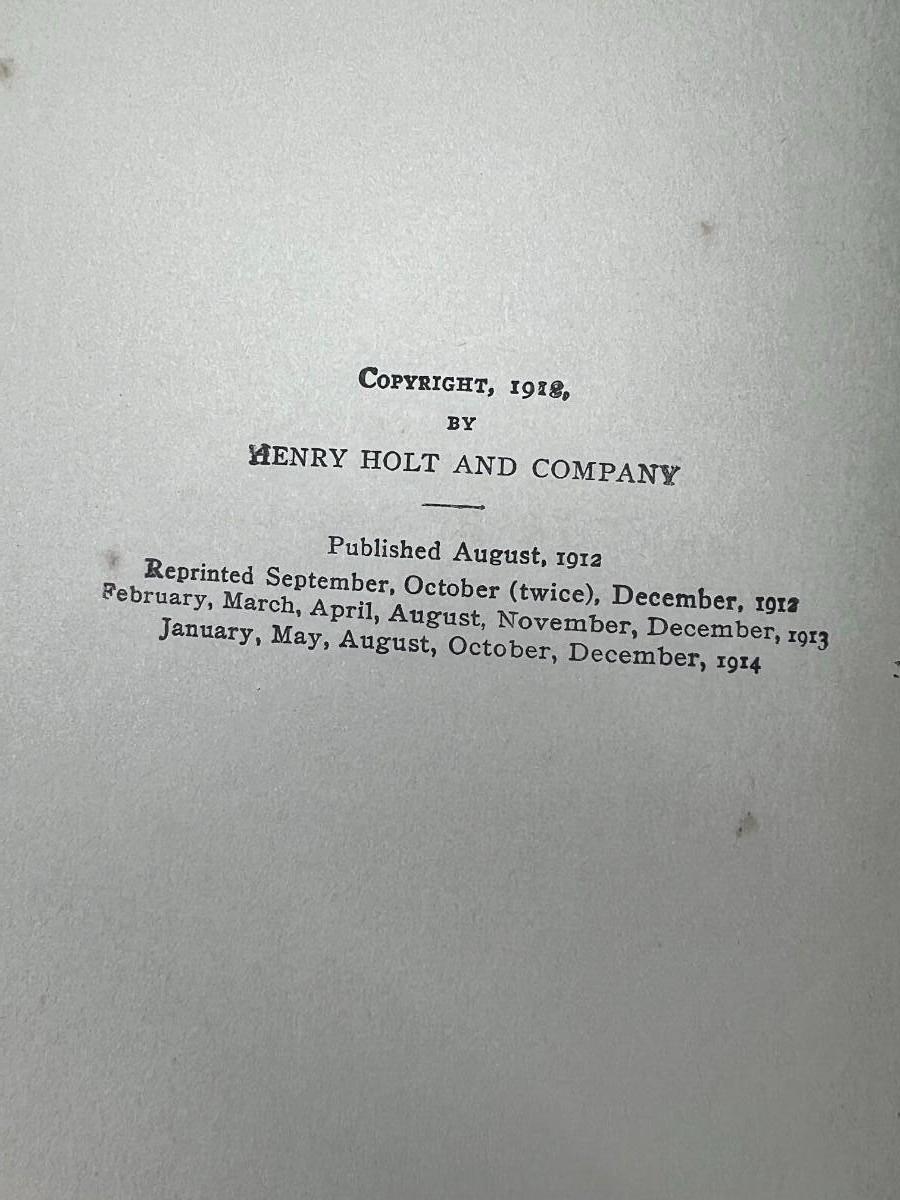 COPYRIGHT, 1912,
BY
HENRY HOLT AND COMPANY
Published August, 1912
Reprinted September, October (twice), December, 1912
February, March, April, August, November, December, 1913
January, May, August, October, December, 1914